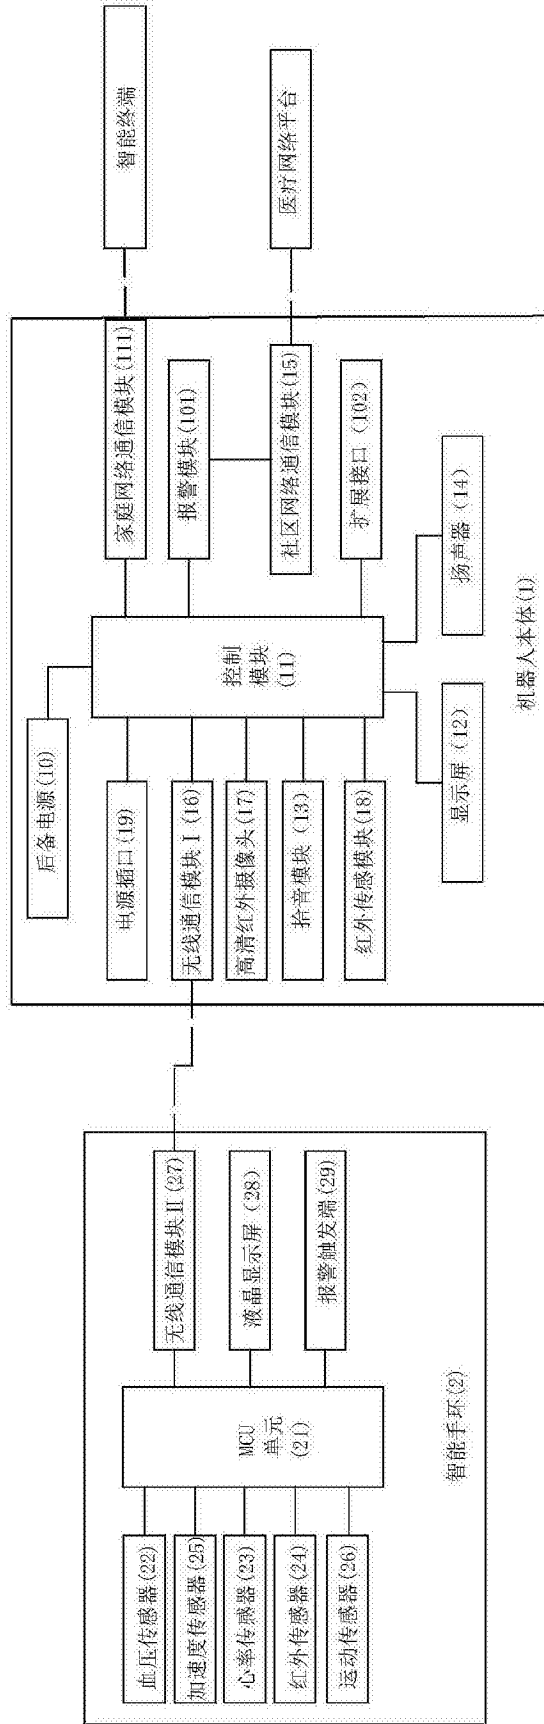 血压传感器(22)
加速度传感器(25)
心率传感器(23)
红外传感器(24)
运动传感器(26)
MCU
单元
(21)
无线通信模块Ⅱ(27)
液晶显示屏（28）
报警触发端(29)
智能手环(2)
后备电源(10)
电源插口(19)
无线通信模块Ⅰ(16)
高清红外摄像头(17)
拾音模块（13）
红外传感模块(18)
控制
模块
(11)
显示屏（12）
扬声器（14）
家庭网络通信模块(111)
报警模块(101)
社区网络通信模块(15)
扩展接口（102）
机器人本体(1)
智能终端
医疗网络平台